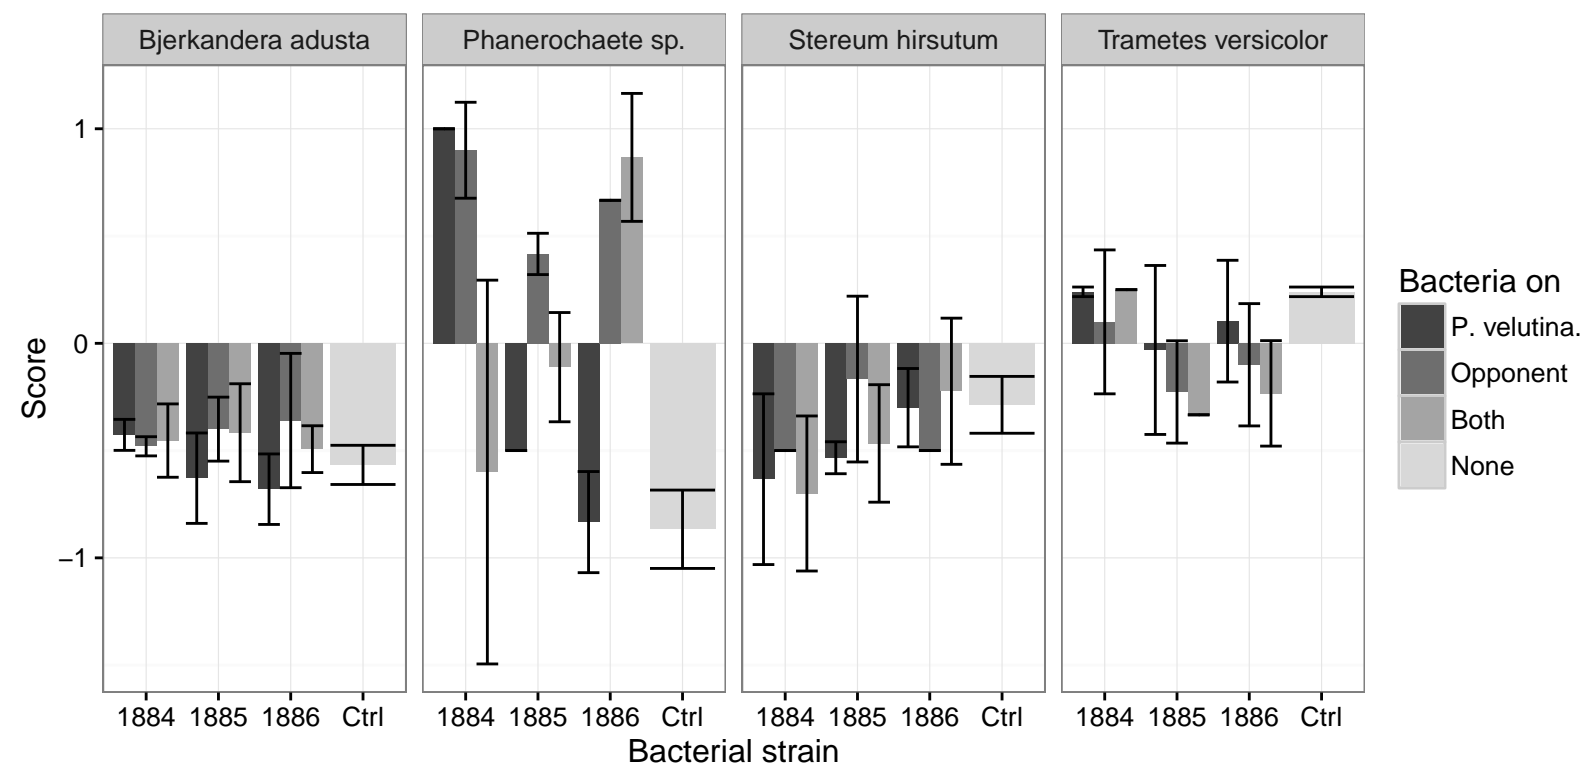 Bjerkandera adusta
Phanerochaete sp.
Stereum hirsutum
Trametes versicolor
1
0
−1
Score
1884 1885 1886 Ctrl
1884 1885 1886 Ctrl
1884 1885 1886 Ctrl
1884 1885 1886 Ctrl
Bacterial strain
Bacteria on
P. velutina.
Opponent
Both
None